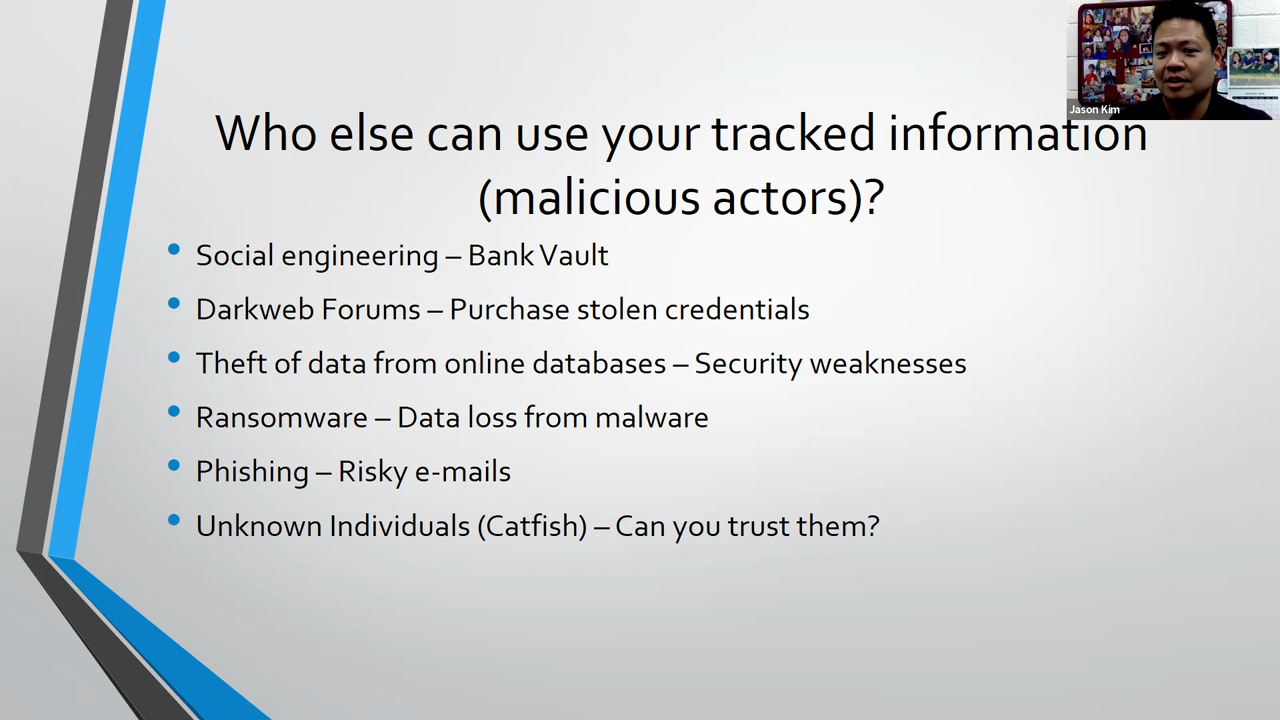 Jason Kim
Who else can use your tracked information
(malicious actors)?
• Social engineering – Bank Vault
• Darkweb Forums – Purchase stolen credentials
• Theft of data from online databases – Security weaknesses
• Ransomware – Data loss from malware
• Phishing – Risky e-mails
• Unknown Individuals (Catfish) – Can you trust them?